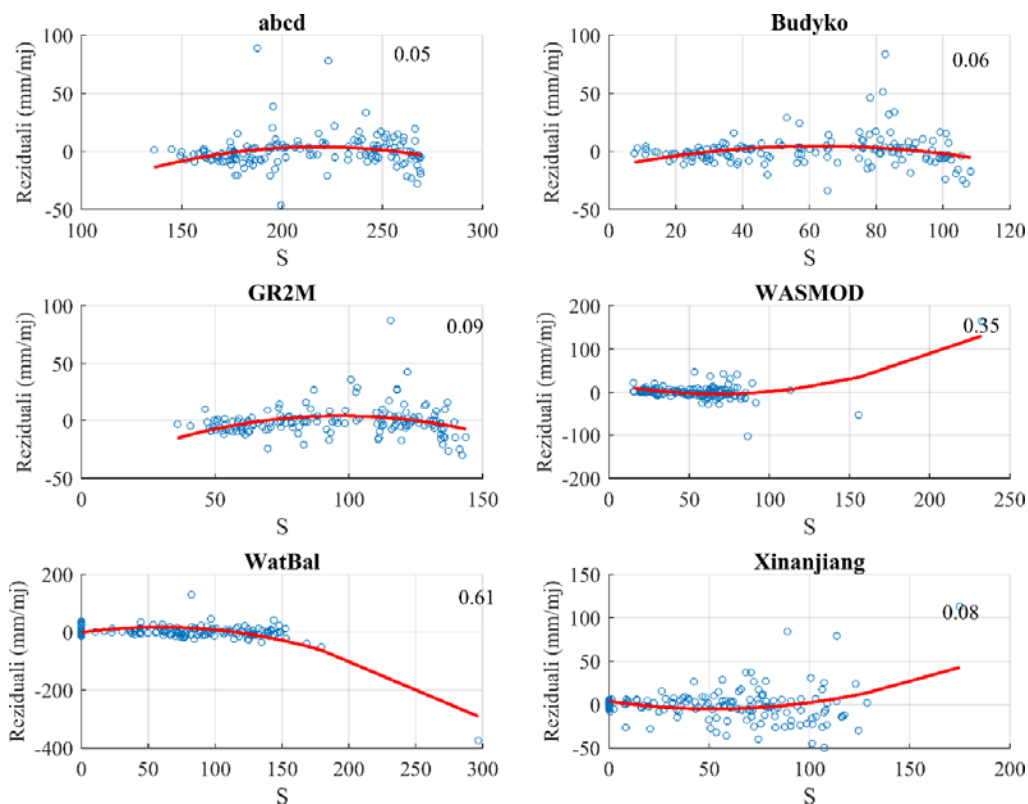 abcd
100
50
0
-50
Reziduali (mm/mj)
0.05
100 150 200 250 300
S
Budyko
100
50
0
-50
Reziduali (mm/mj)
0.06
0 20 40 60 80 100 120
S
GR2M
100
50
0
-50
Reziduali (mm/mj)
0.09
0 50 100 150
S
WASMOD
200
100
0
-100
-200
Reziduali (mm/mj)
0.35
0 50 100 150 200 250
S
WatBal
200
0
-200
-400
Reziduali (mm/mj)
0.61
0 50 100 150 200 250 300
S
Xinanjiang
150
100
50
0
-50
Reziduali (mm/mj)
0.08
0 50 100 150 200
S